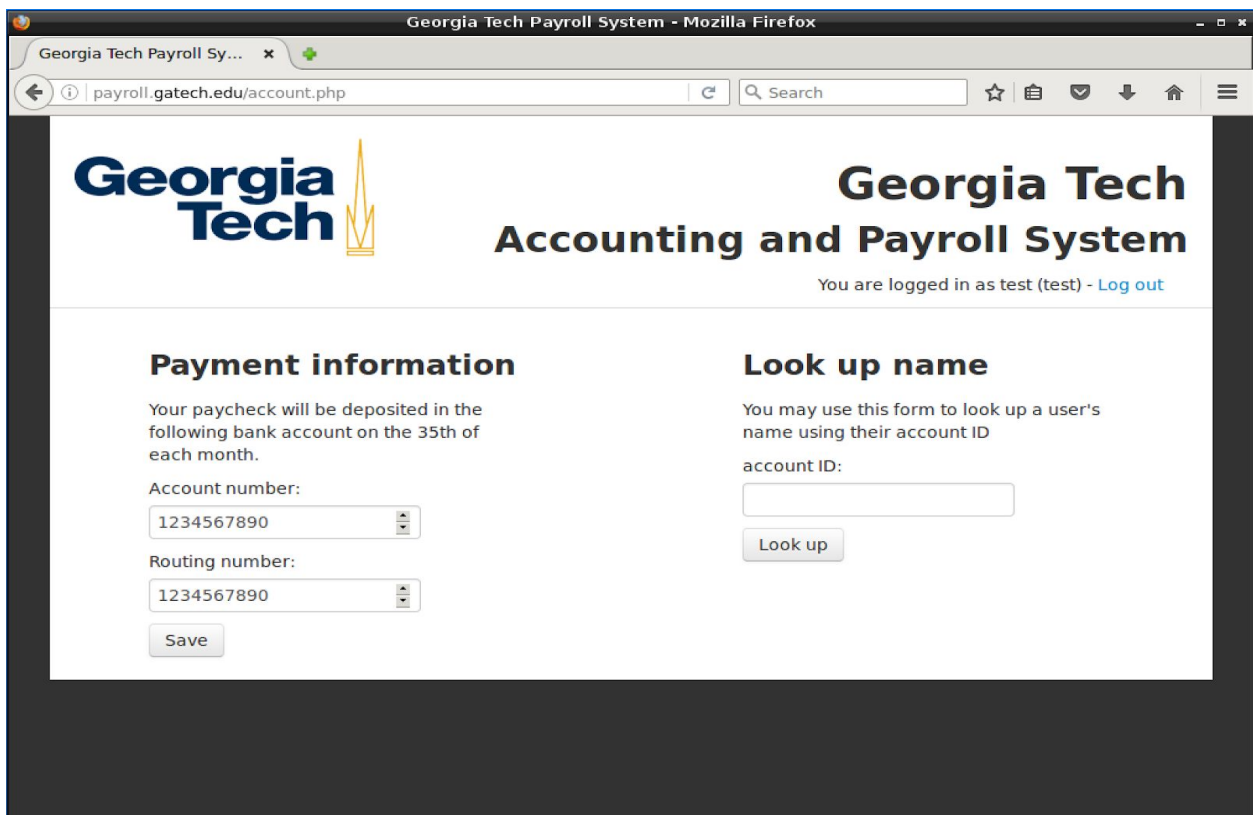 Georgia Tech Payroll System - Mozilla Firefox
Georgia Tech Payroll Sy...
payroll.gatech.edu/account.php
Search
Georgia
Tech
Georgia Tech
Accounting and Payroll System
You are logged in as test (test) - Log out
Payment information
Your paycheck will be deposited in the
following bank account on the 35th of
each month.
Account number:
1234567890
Routing number:
1234567890
Save
Look up name
You may use this form to look up a user's
name using their account ID
account ID:
Look up